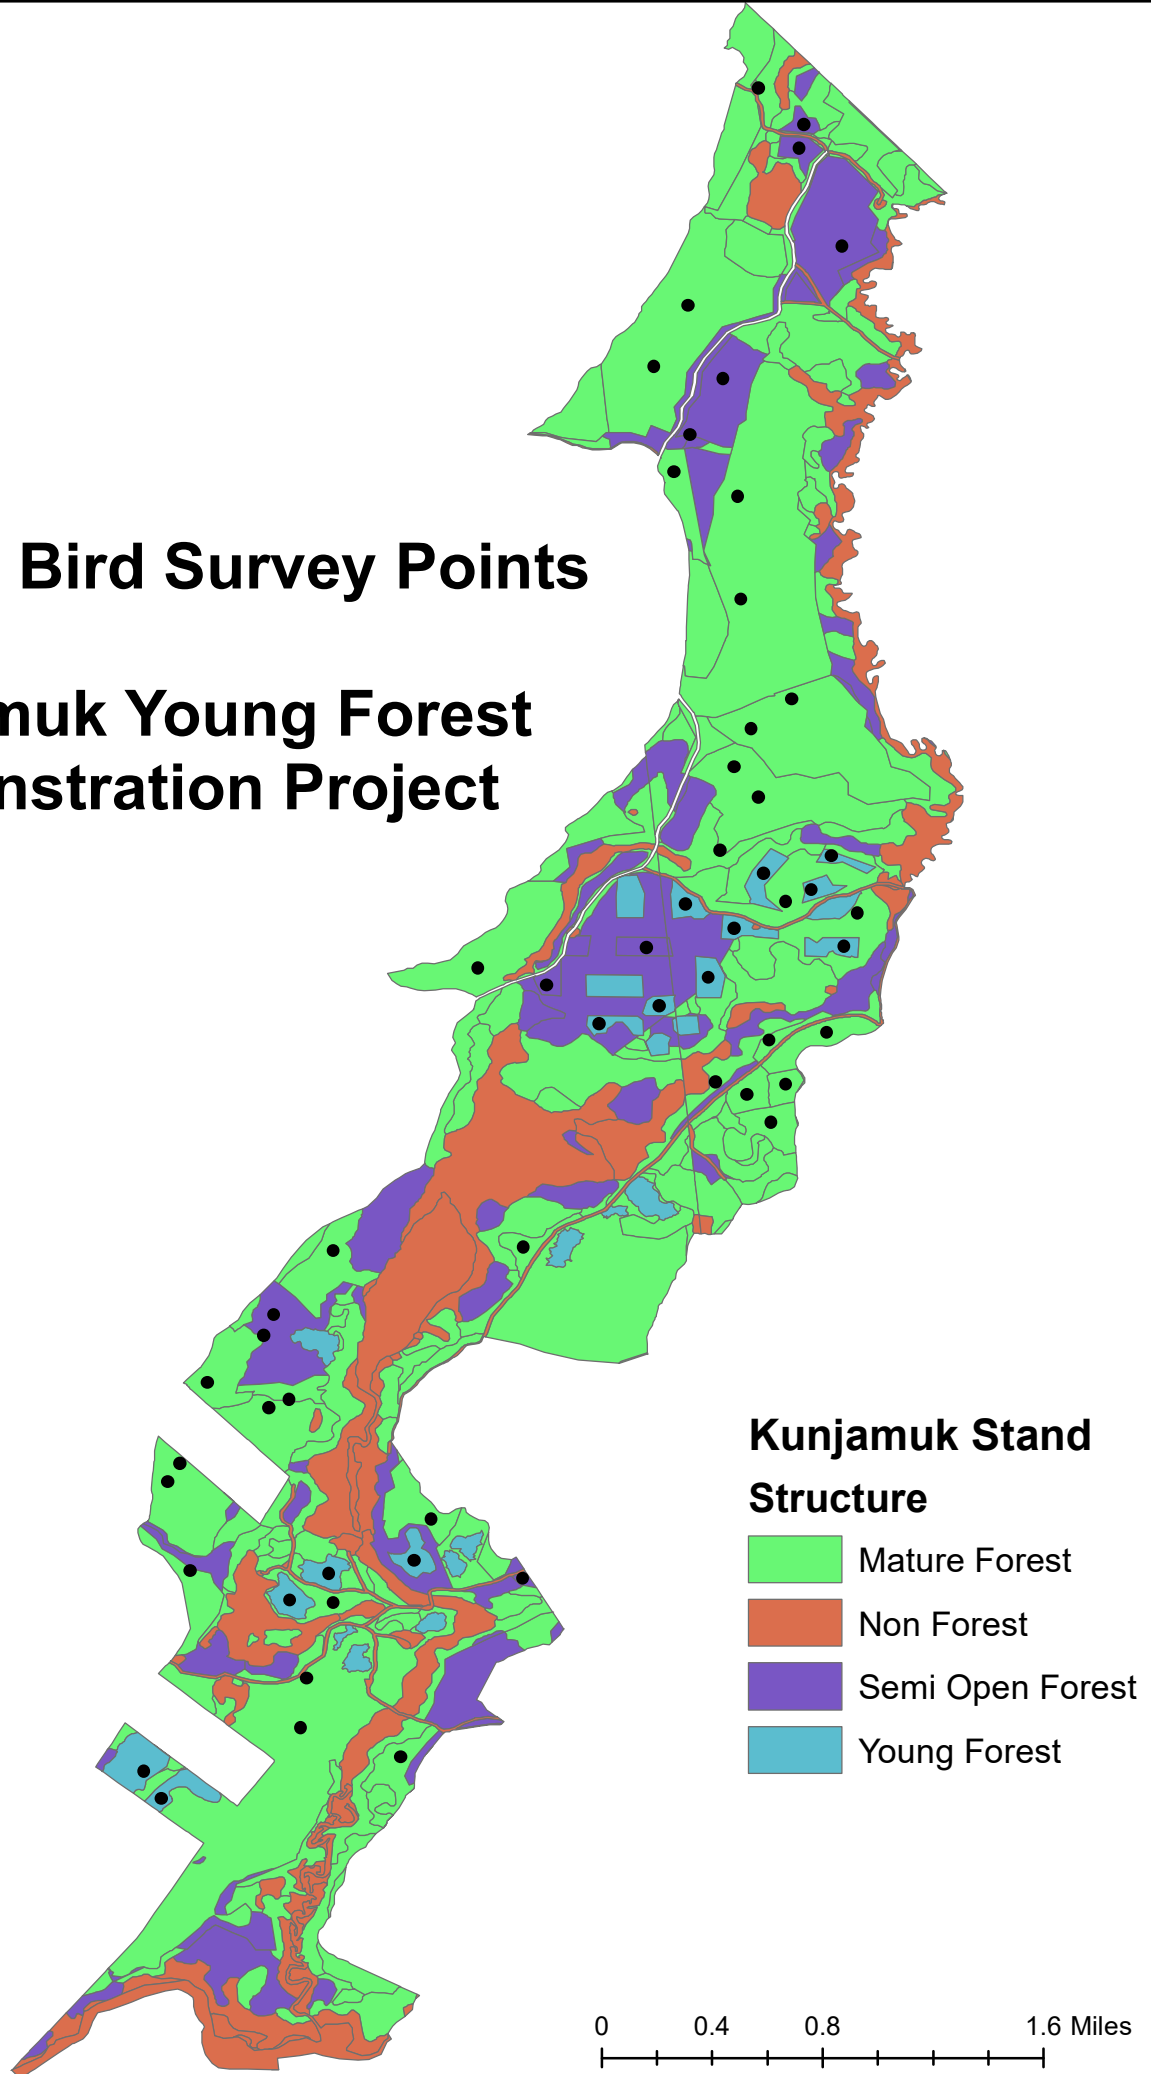 Bird Survey Points
muk Young Forest
nstration Project
Kunjamuk Stand
Structure
Mature Forest
Non Forest
Semi Open Forest
Young Forest
0 0.4 0.8 1.6 Miles